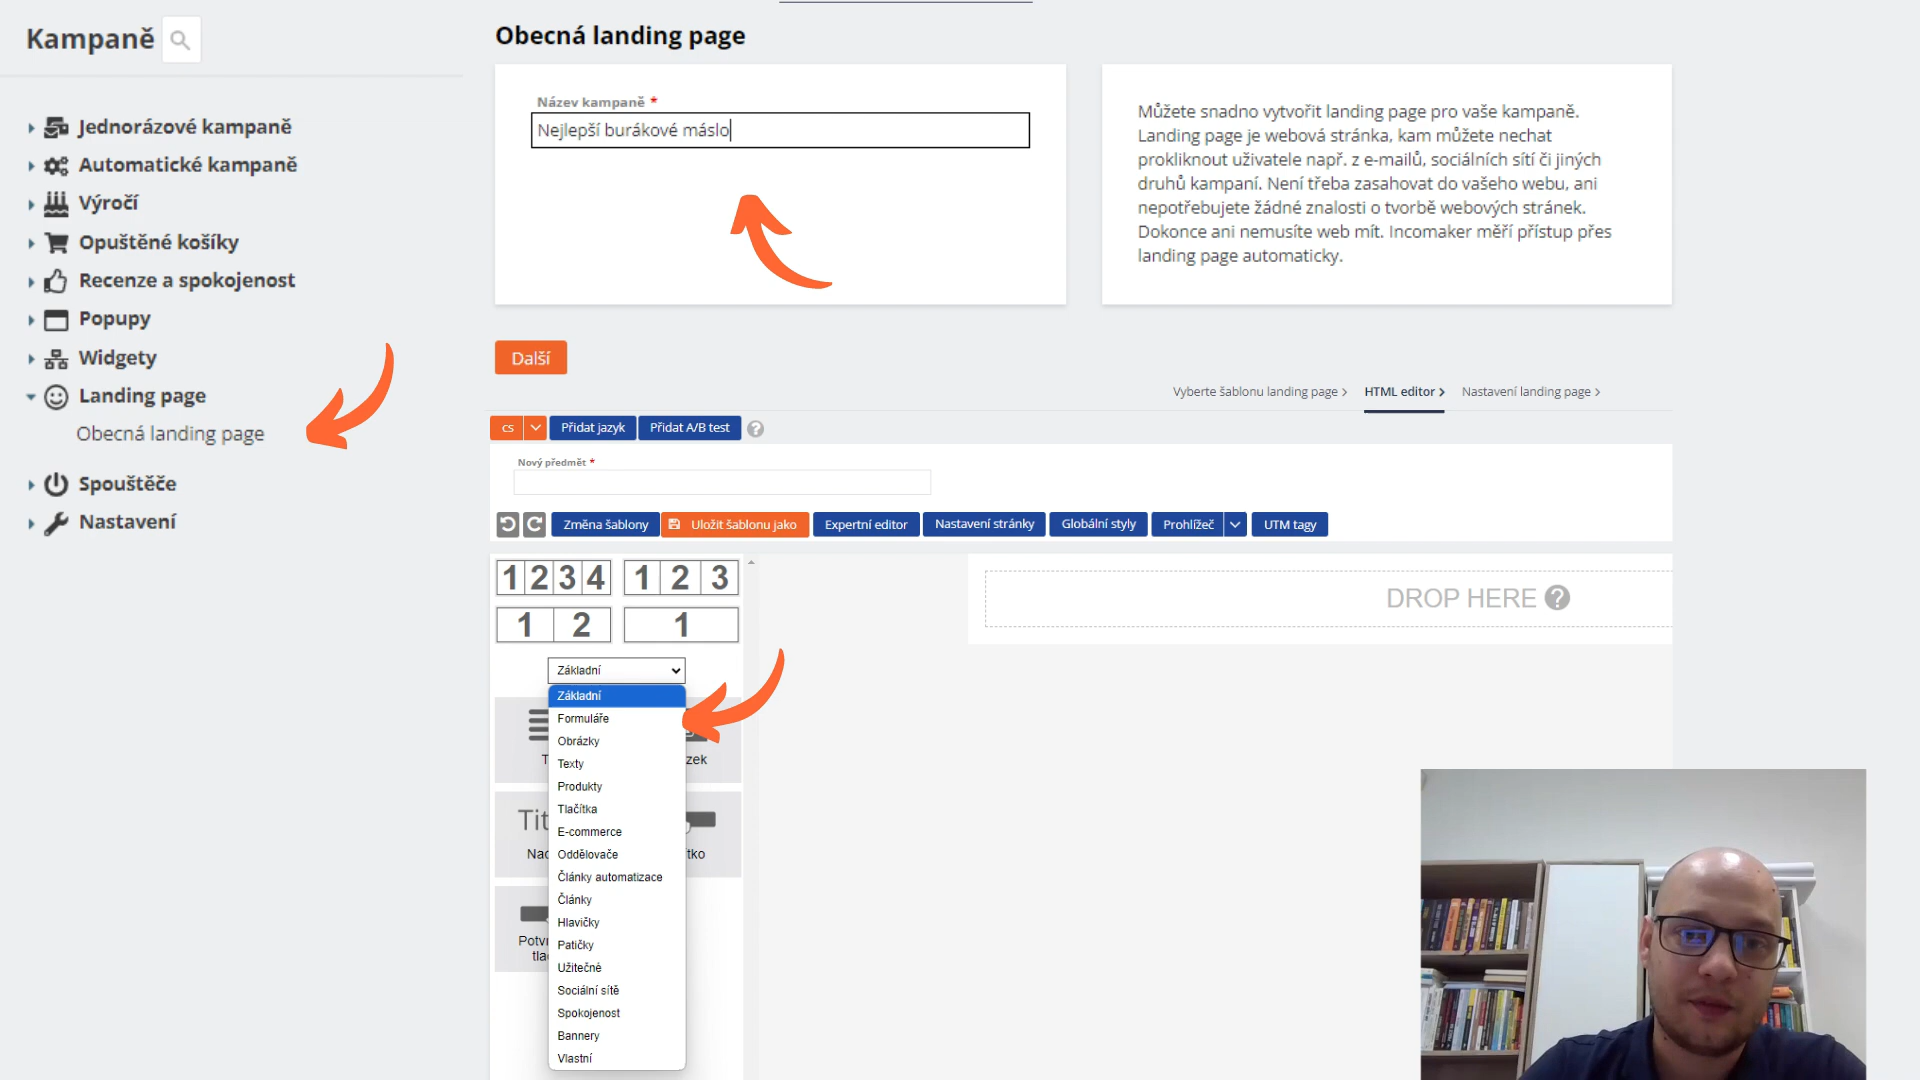 Kampaně
Jednorázové kampaně
Automatické kampaně
Výročí
Opuštěné košíky
Recenze a spokojenost
Popupy
Widgety
Landing page
Obecná landing page
Spouštěče
Nastavení
Obecná landing page
Název kampaně *
Nejlepší burákové máslo
Můžete snadno vytvořit landing page pro vaše kampaně.
Landing page je webová stránka, kam můžete nechat
prokliknout uživatele např. z e-mailů, sociálních sítí či jiných
druhů kampaní. Není třeba zasahovat do vašeho webu, ani
nepotřebujete žádné znalosti o tvorbě webových stránek.
Dokonce ani nemusíte web mít. Incomaker měří přístup přes
landing page automaticky.
Další
Vyberte šablonu landing page > HTML editor > Nastavení landing page >
cs Přidat jazyk Přidat A/B test ?
Nový předmět *
Změna šablony Uložit šablonu jako Expertní editor Nastavení stránky Globální styly Prohlížeč UTM tagy
1 2 3 4 1 2 3
1 2 1
DROP HERE ?
Základní
Základní
Formuláře
Obrázky
Texty
Produkty
Tlačítka
E-commerce
Oddělovače
Články automatizace
Články
Hlavičky
Patičky
Užitečné
Sociální sítě
Spokojenost
Bannery
Vlastní